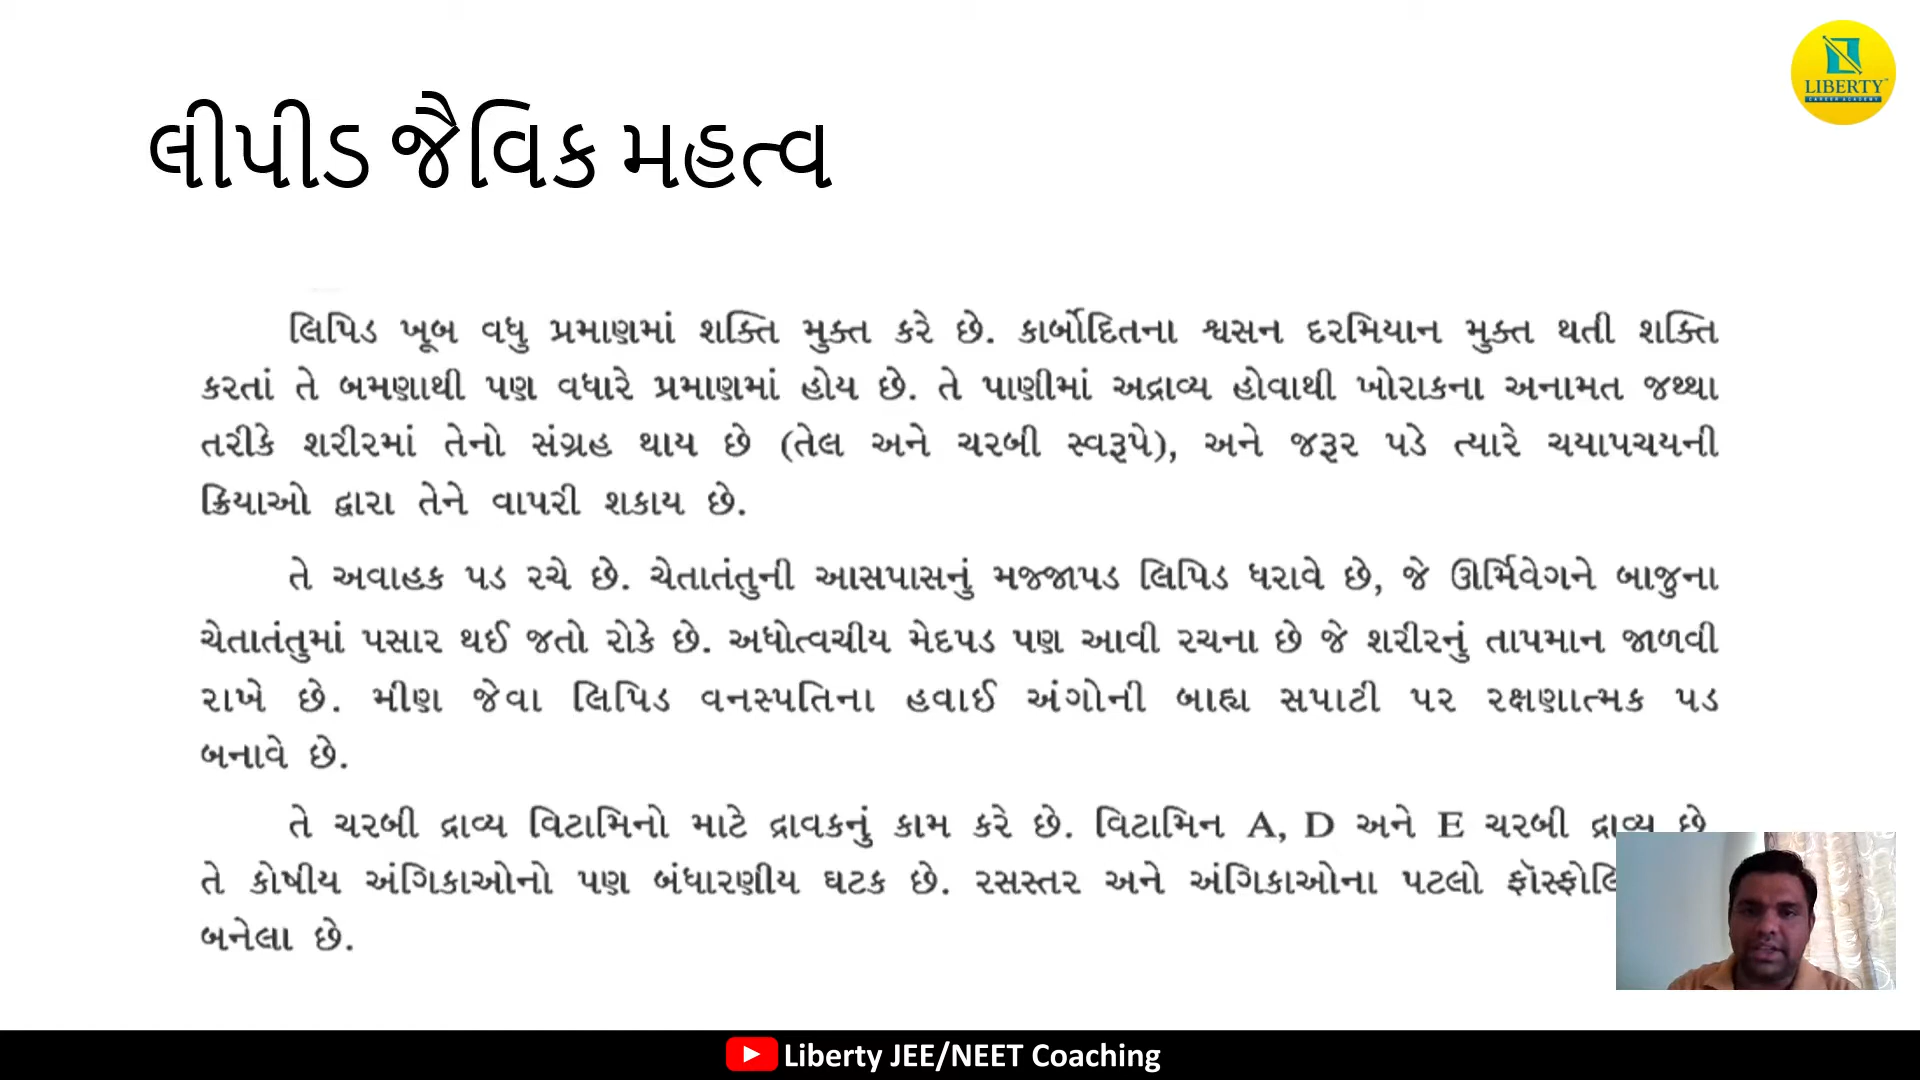 લીપીડ જૈવિક મહત્વ
LIBERTY
CAREER ACADEMY
લિપિડ ખૂબ વધુ પ્રમાણમાં શક્તિ મુક્ત કરે છે. કાર્બોદિતના શ્વસન દરમિયાન મુક્ત થતી શક્તિ
કરતાં તે બમણાથી પણ વધારે પ્રમાણમાં હોય છે. તે પાણીમાં અદ્રાવ્ય હોવાથી ખોરાકના અનામત જથ્થા
તરીકે શરીરમાં તેનો સંગ્રહ થાય છે (તેલ અને ચરબી સ્વરૂપે), અને જરૂર પડે ત્યારે ચયાપચયની
ક્રિયાઓ દ્વારા તેને વાપરી શકાય છે.
તે અવાહક પડ રચે છે. ચેતાતંતુની આસપાસનું મજ્જાપડ લિપિડ ધરાવે છે, જે ઊર્મિવેગને બાજુના
ચેતાતંતુમાં પસાર થઈ જતો રોકે છે. અધોત્વચીય મેદપડ પણ આવી રચના છે જે શરીરનું તાપમાન જાળવી
રાખે છે. મીણ જેવા લિપિડ વનસ્પતિના હવાઈ અંગોની બાહ્ય સપાટી પર રક્ષણાત્મક પડ
બનાવે છે.
તે ચરબી દ્રાવ્ય વિટામિનો માટે દ્રાવકનું કામ કરે છે. વિટામિન A, D અને E ચરબી દ્રાવ્ય છે
તે કોષીય અંગિકાઓનો પણ બંધારણીય ઘટક છે. રસસ્તર અને અંગિકાઓના પટલો
બનેલા છે.
Liberty JEE/NEET Coaching